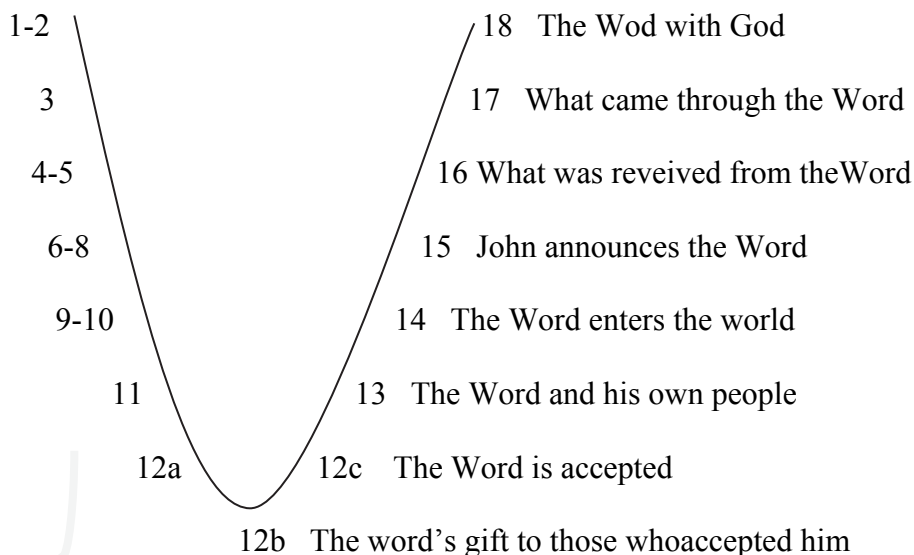 1-2 18 The Wod with God
3 17 What came through the Word
4-5 16 What was reveived from theWord
6-8 15 John announces the Word
9-10 14 The Word enters the world
11 13 The Word and his own people
12a 12c The Word is accepted
12b The word’s gift to those whoaccepted him